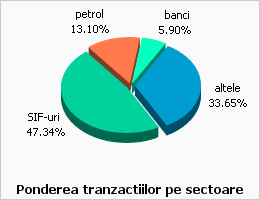 petrol
13.10%
banci
5.90%
altele
33.65%
SIF-uri
47.34%
Ponderea tranzactiilor pe sectoare